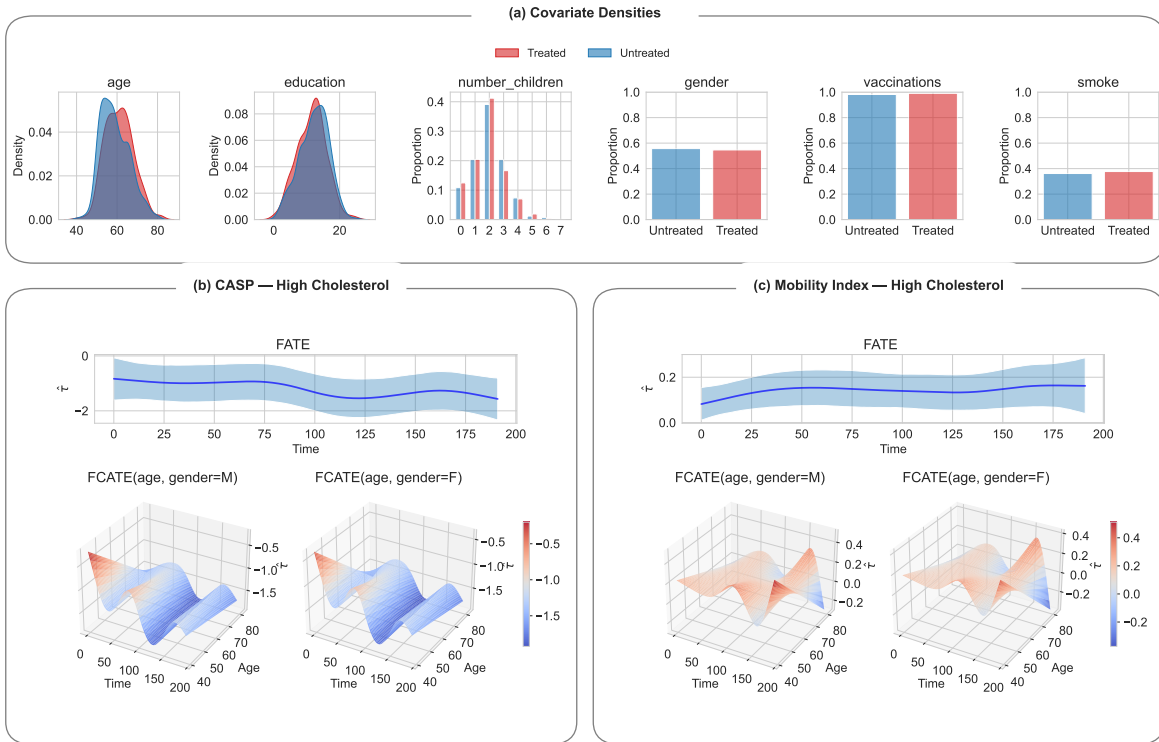 (a) Covariate Densities
Treated Untreated
age education number_children gender vaccinations smoke
Density Density Proportion Proportion Proportion Proportion
0.04
0.02
0.00
40 60 80
0.08
0.06
0.04
0.02
0.00
0 20
0.4
0.3
0.2
0.1
0.0
0 1 2 3 4 5 6 7
1.0
0.8
0.6
0.4
0.2
0.0
Untreated Treated
1.0
0.8
0.6
0.4
0.2
0.0
Untreated Treated
1.0
0.8
0.6
0.4
0.2
0.0
Untreated Treated
(b) CASP — High Cholesterol
FATE
τ̂
0
−2
0 25 50 75 100 125 150 175 200
Time
FCATE(age, gender=M) FCATE(age, gender=F)
−0.5
−1.0
−1.5
τ̂
0 50 100 150 200
Time
40 50 60 70 80
Age
−0.5
−1.0
−1.5
τ̂
0 50 100 150 200
Time
40 50 60 70 80
Age
−0.5
−1.0
−1.5
(c) Mobility Index — High Cholesterol
FATE
τ̂
0.2
0.0
0 25 50 75 100 125 150 175 200
Time
FCATE(age, gender=M) FCATE(age, gender=F)
0.4
0.2
0.0
−0.2
τ̂
0 50 100 150 200
Time
40 50 60 70 80
Age
0.4
0.2
0.0
−0.2
τ̂
0 50 100 150 200
Time
40 50 60 70 80
Age
0.4
0.2
0.0
−0.2